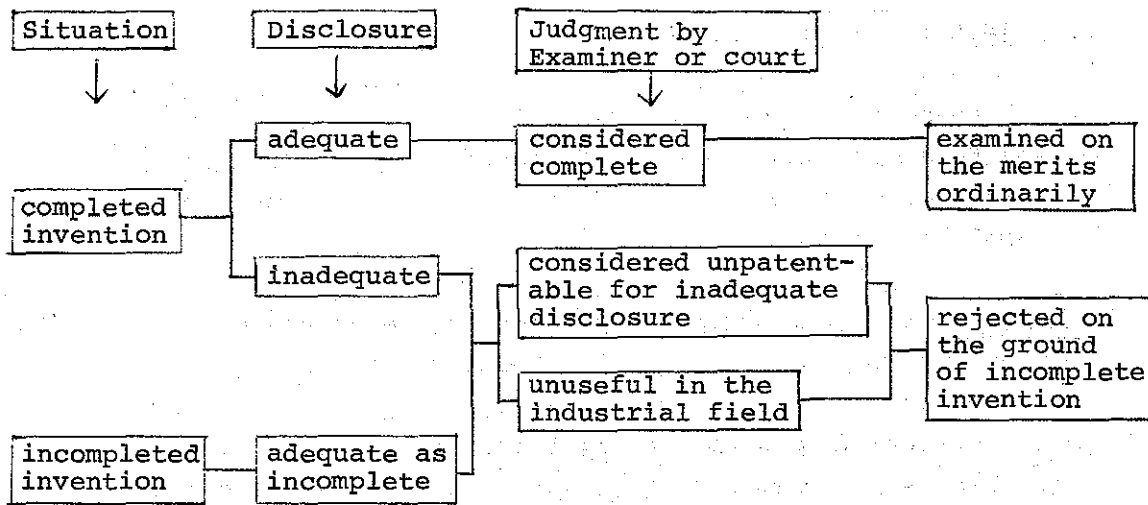 Situation
Disclosure
Judgment by
Examiner or court
adequate
considered
complete
examined on
the merits
ordinarily
completed
invention
inadequate
considered unpatent-
able for inadequate
disclosure
rejected on
the ground
of incomplete
invention
unuseful in the
industrial field
incompleted
invention
adequate as
incomplete